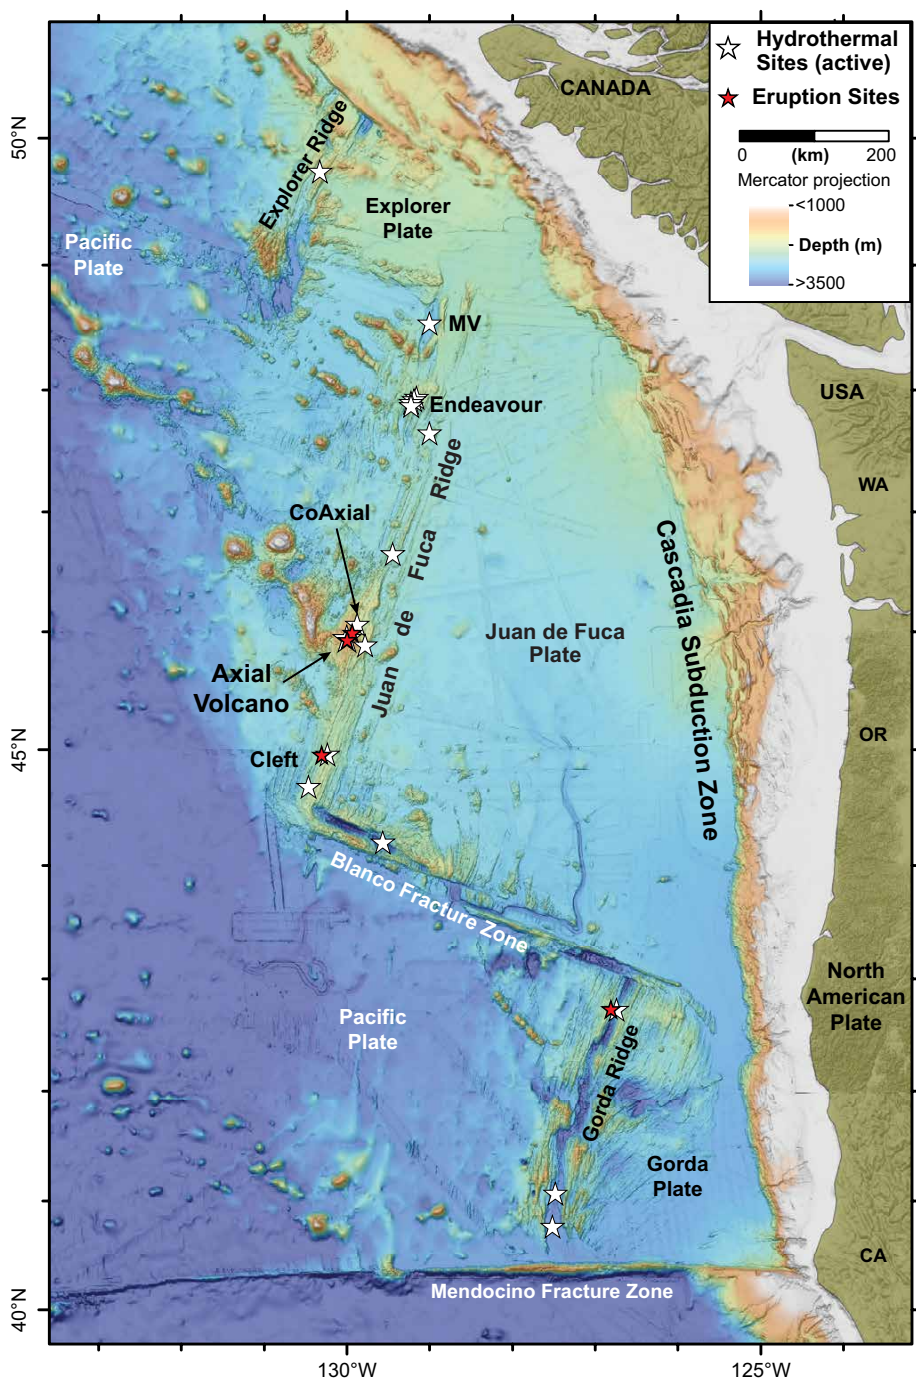 Hydrothermal
Sites (active)
Eruption Sites
0 (km) 200
Mercator projection
<1000
Depth (m)
>3500
CANADA
50°N
Explorer Ridge
Explorer
Plate
Pacific
Plate
MV
USA
Endeavour
Ridge
WA
CoAxial
Fuca
Cascadia Subduction Zone
de
Juan de Fuca
Plate
Axial
Volcano
Juan
OR
45°N
Cleft
Blanco Fracture Zone
North
American
Plate
Pacific
Plate
Gorda Ridge
Gorda
Plate
CA
Mendocino Fracture Zone
40°N
130°W
125°W